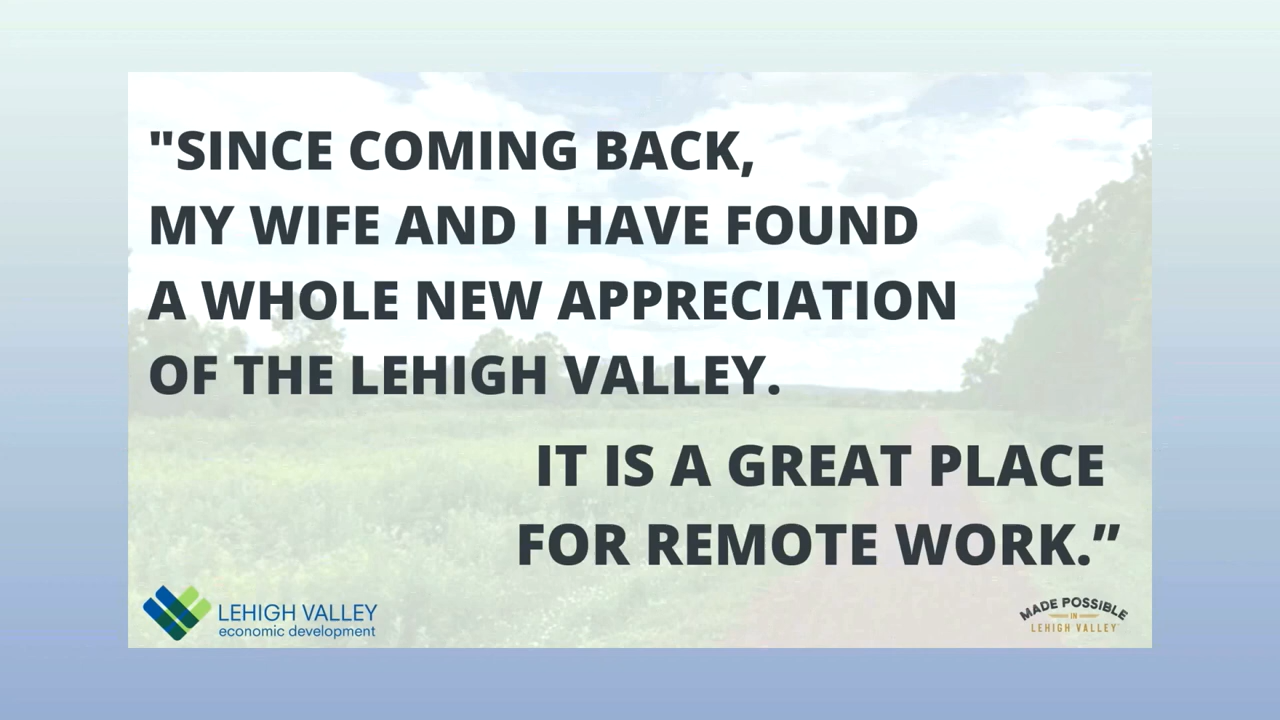 "SINCE COMING BACK,
MY WIFE AND I HAVE FOUND
A WHOLE NEW APPRECIATION
OF THE LEHIGH VALLEY.
IT IS A GREAT PLACE
FOR REMOTE WORK.”
LEHIGH VALLEY
economic development
MADE POSSIBLE
IN
LEHIGH VALLEY